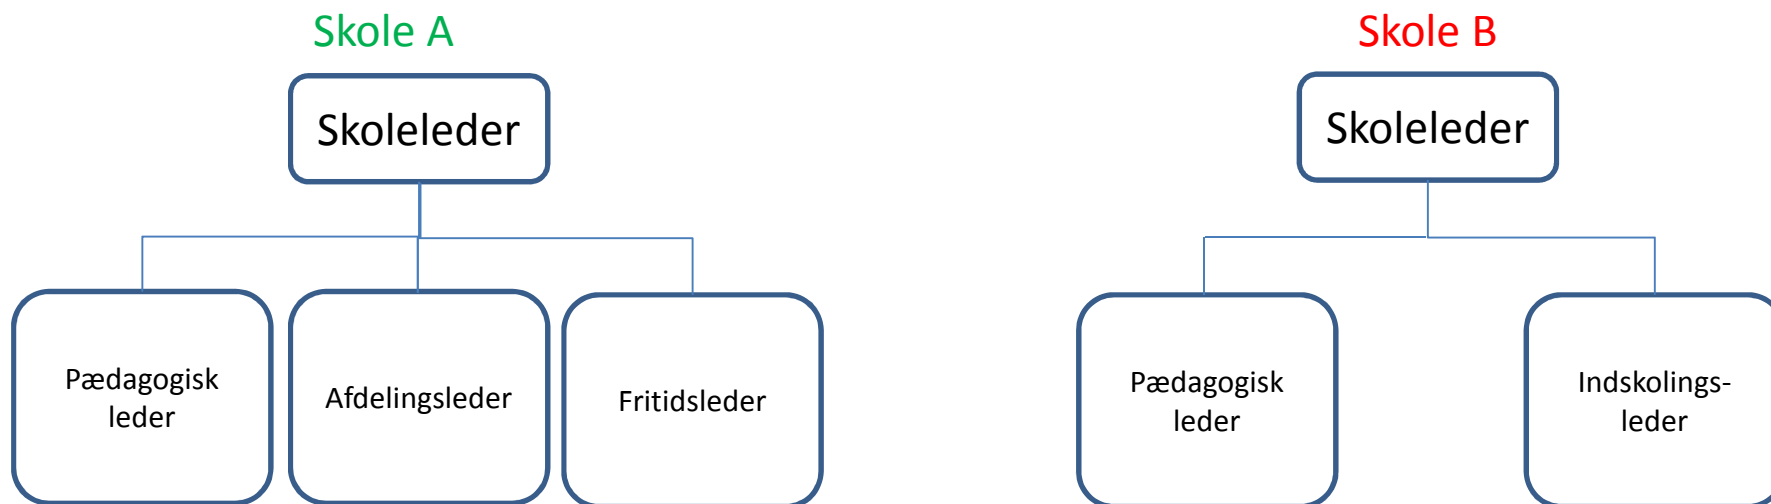 Skole A
Skoleleder
Pædagogisk
leder
Afdelingsleder
Fritidsleder
Skole B
Skoleleder
Pædagogisk
leder
Indskolings-
leder